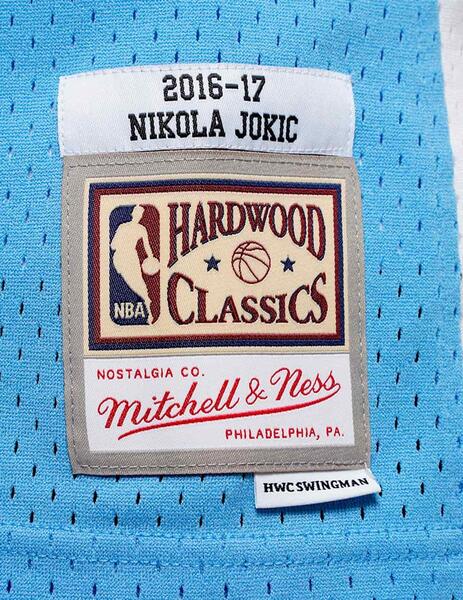 2016-17
NIKOLA JOKIC
HARDWOOD
CLASSICS
NBA
NOSTALGIA CO.
Mitchell & Ness
PHILADELPHIA, PA.
HWC SWINGMAN